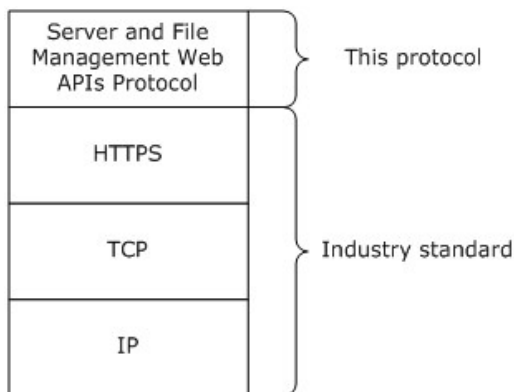 Server and File
Management Web
APIs Protocol
This protocol
HTTPS
TCP
Industry standard
IP